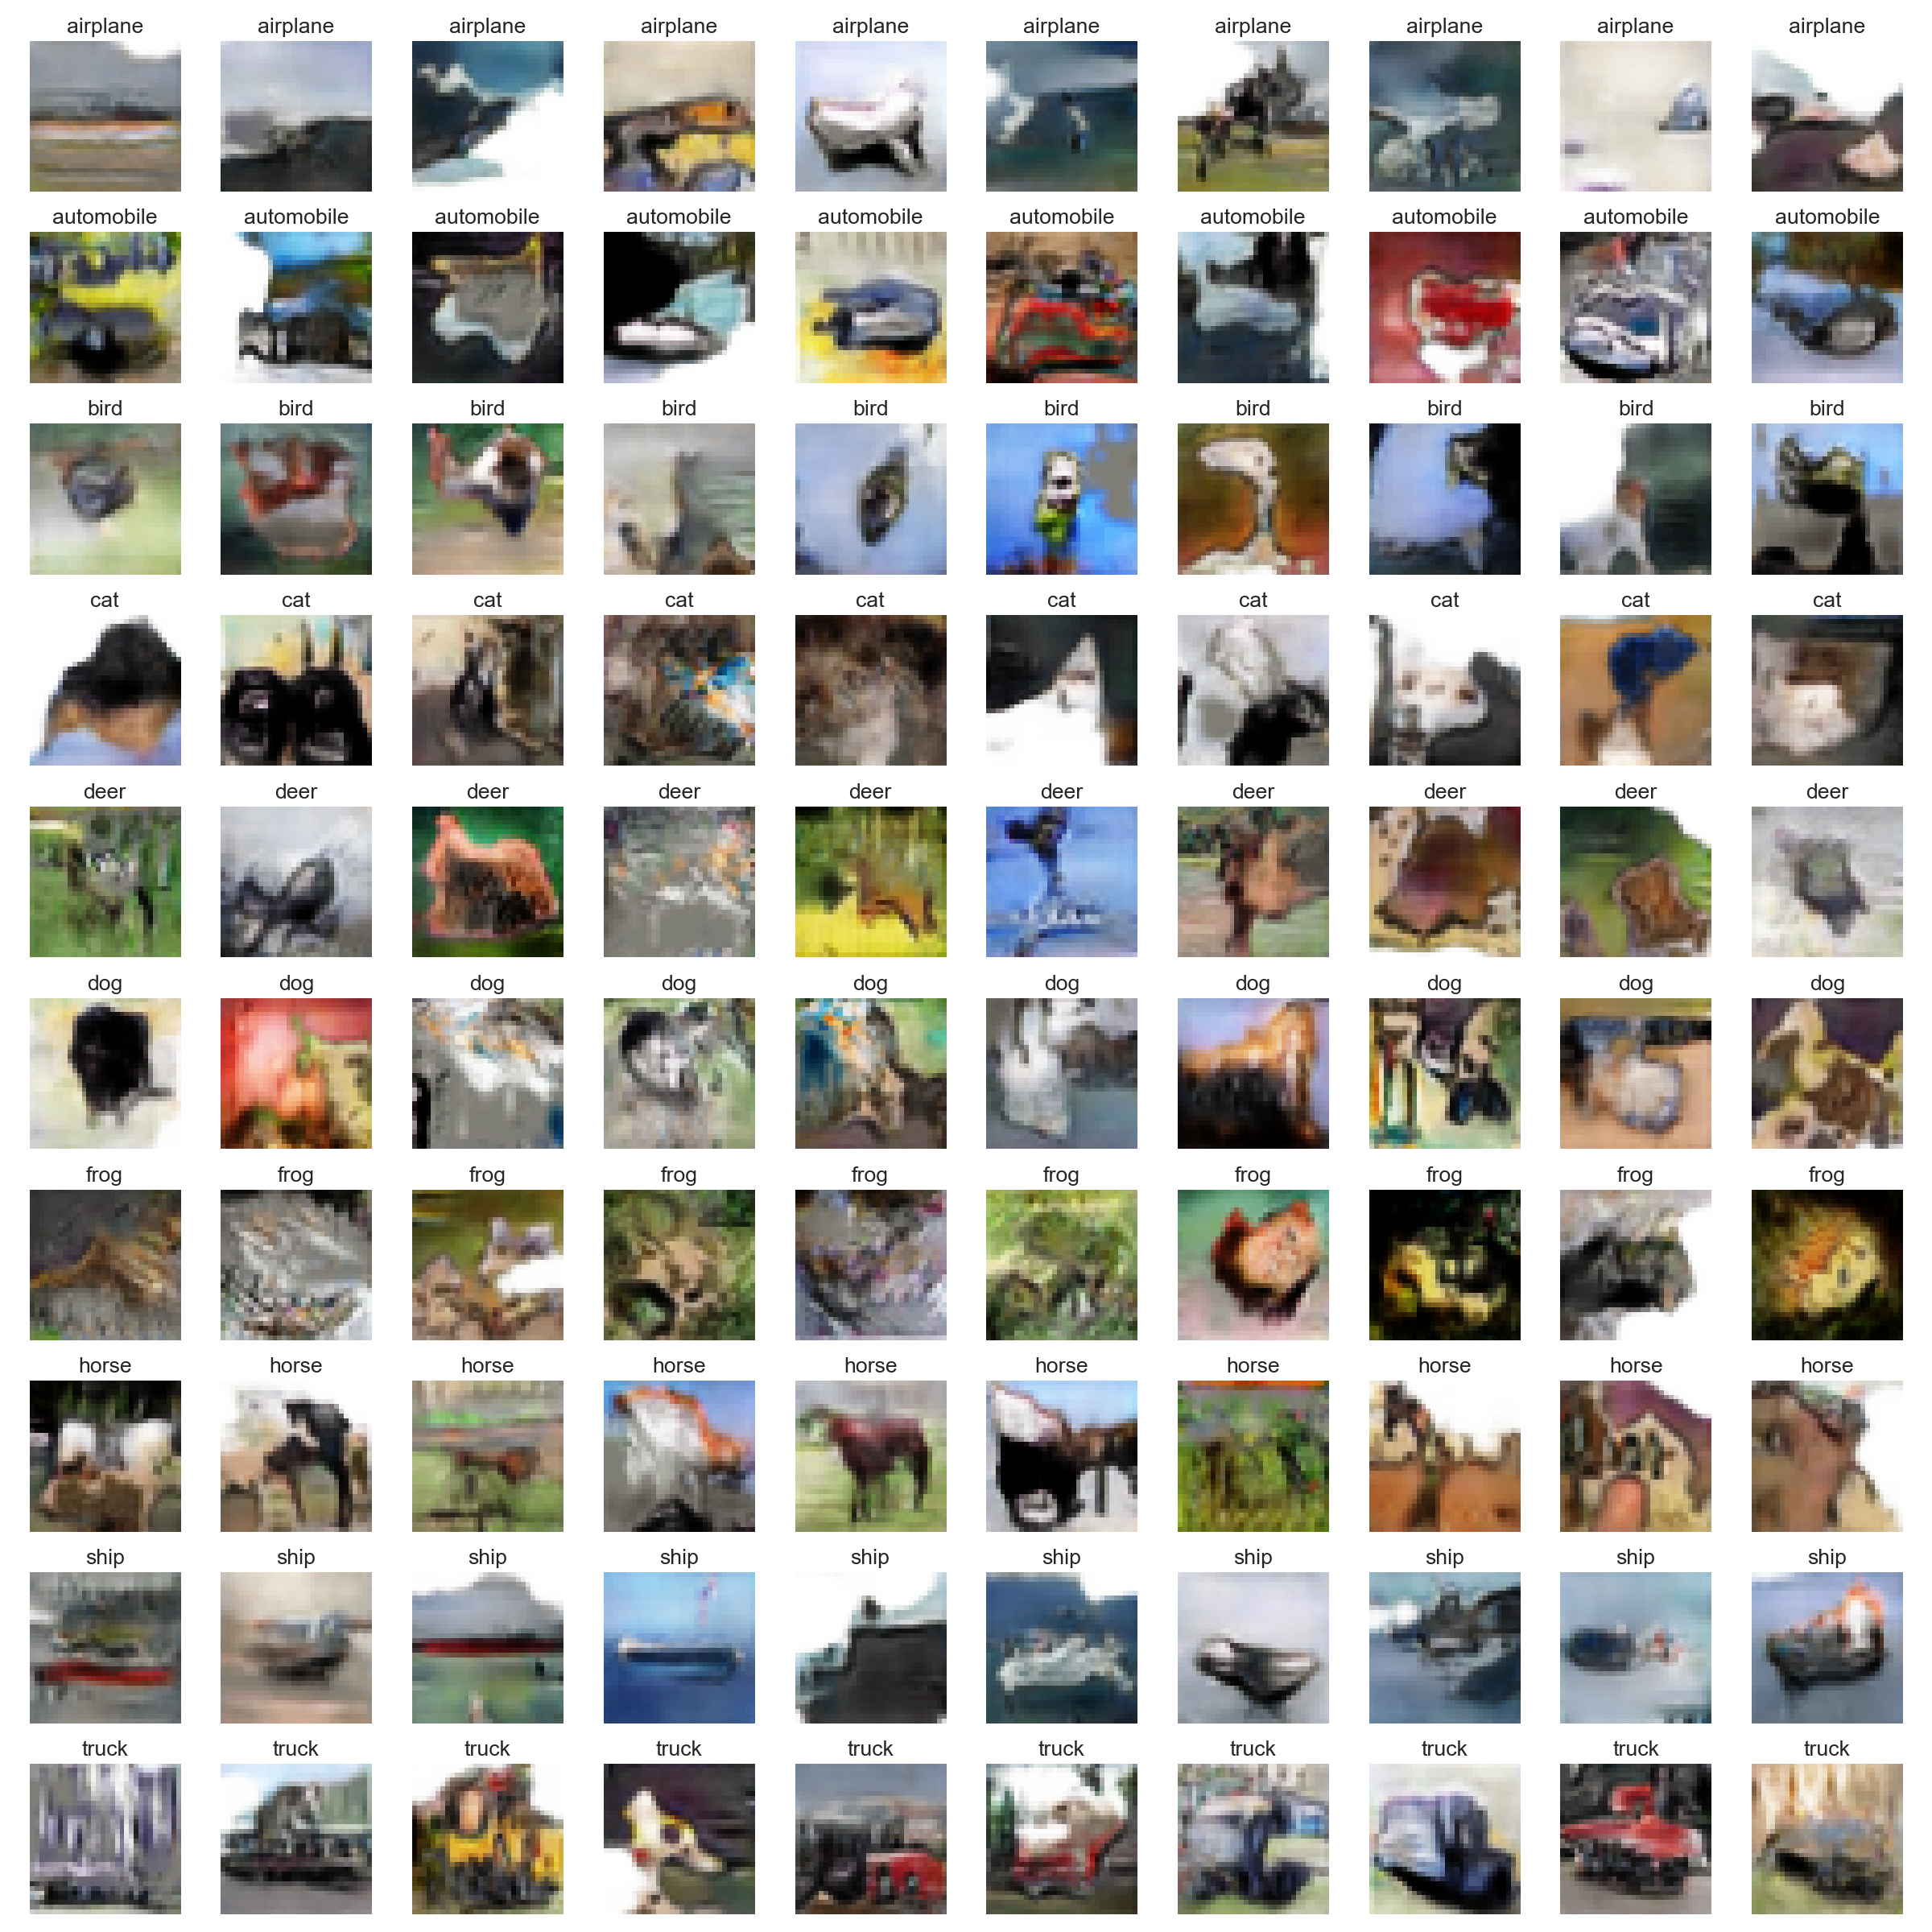 airplane airplane airplane airplane airplane airplane airplane airplane airplane airplane
automobile automobile automobile automobile automobile automobile automobile automobile automobile automobile
bird bird bird bird bird bird bird bird bird bird
cat cat cat cat cat cat cat cat cat cat
deer deer deer deer deer deer deer deer deer deer
dog dog dog dog dog dog dog dog dog dog
frog frog frog frog frog frog frog frog frog frog
horse horse horse horse horse horse horse horse horse horse
ship ship ship ship ship ship ship ship ship ship
truck truck truck truck truck truck truck truck truck truck